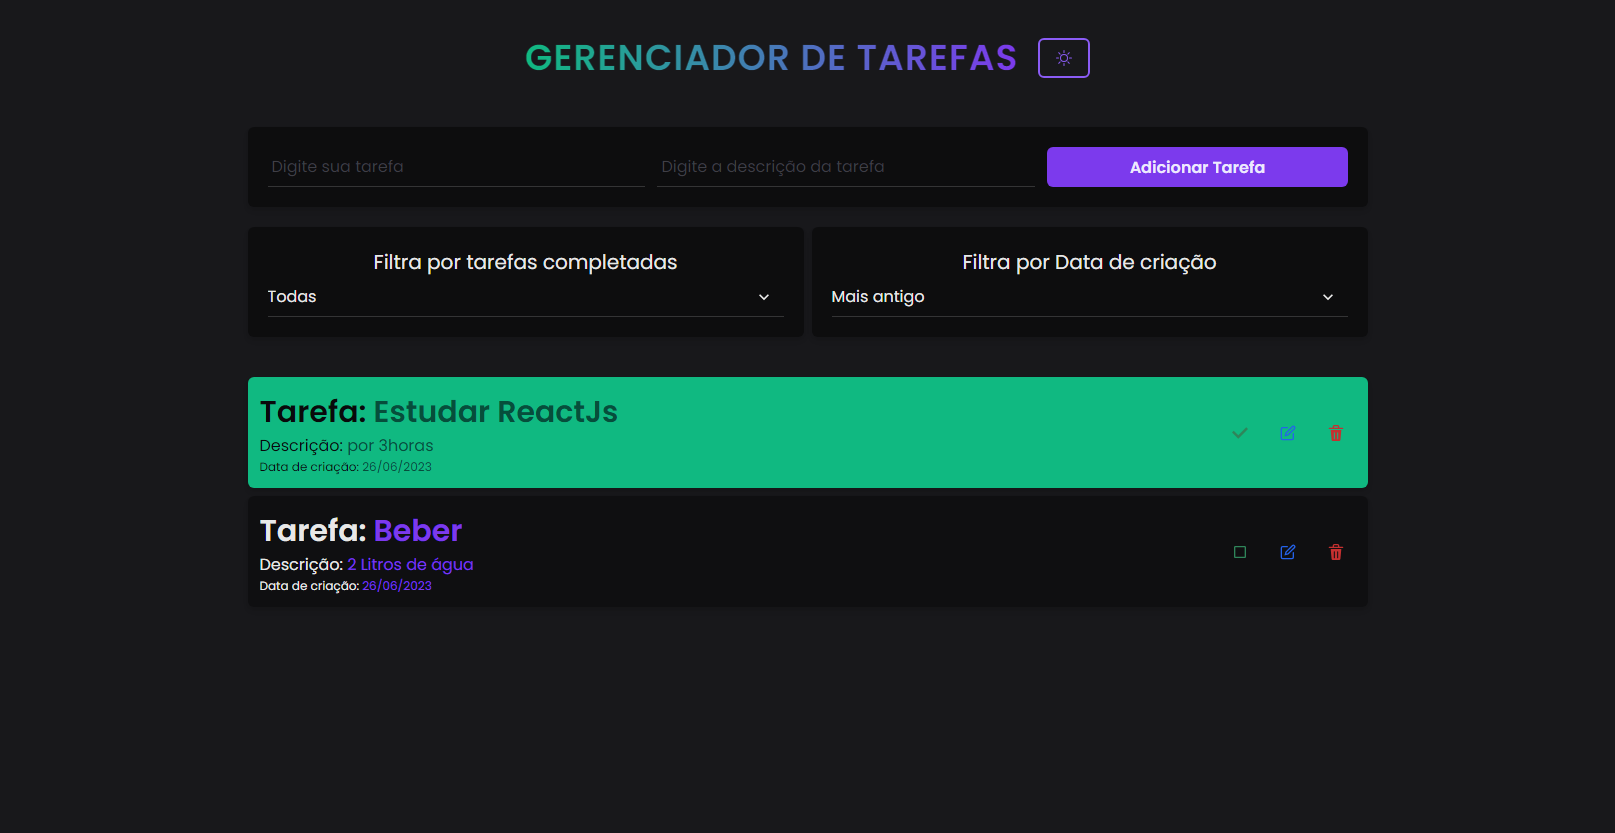 GERENCIADOR DE TAREFAS
Digite sua tarefa
Digite a descrição da tarefa
Adicionar Tarefa
Filtra por tarefas completadas
Todas
Filtra por Data de criação
Mais antigo
Tarefa: Estudar ReactJs
Descrição: por 3horas
Data de criação: 26/06/2023
Tarefa: Beber
Descrição: 2 Litros de água
Data de criação: 26/06/2023